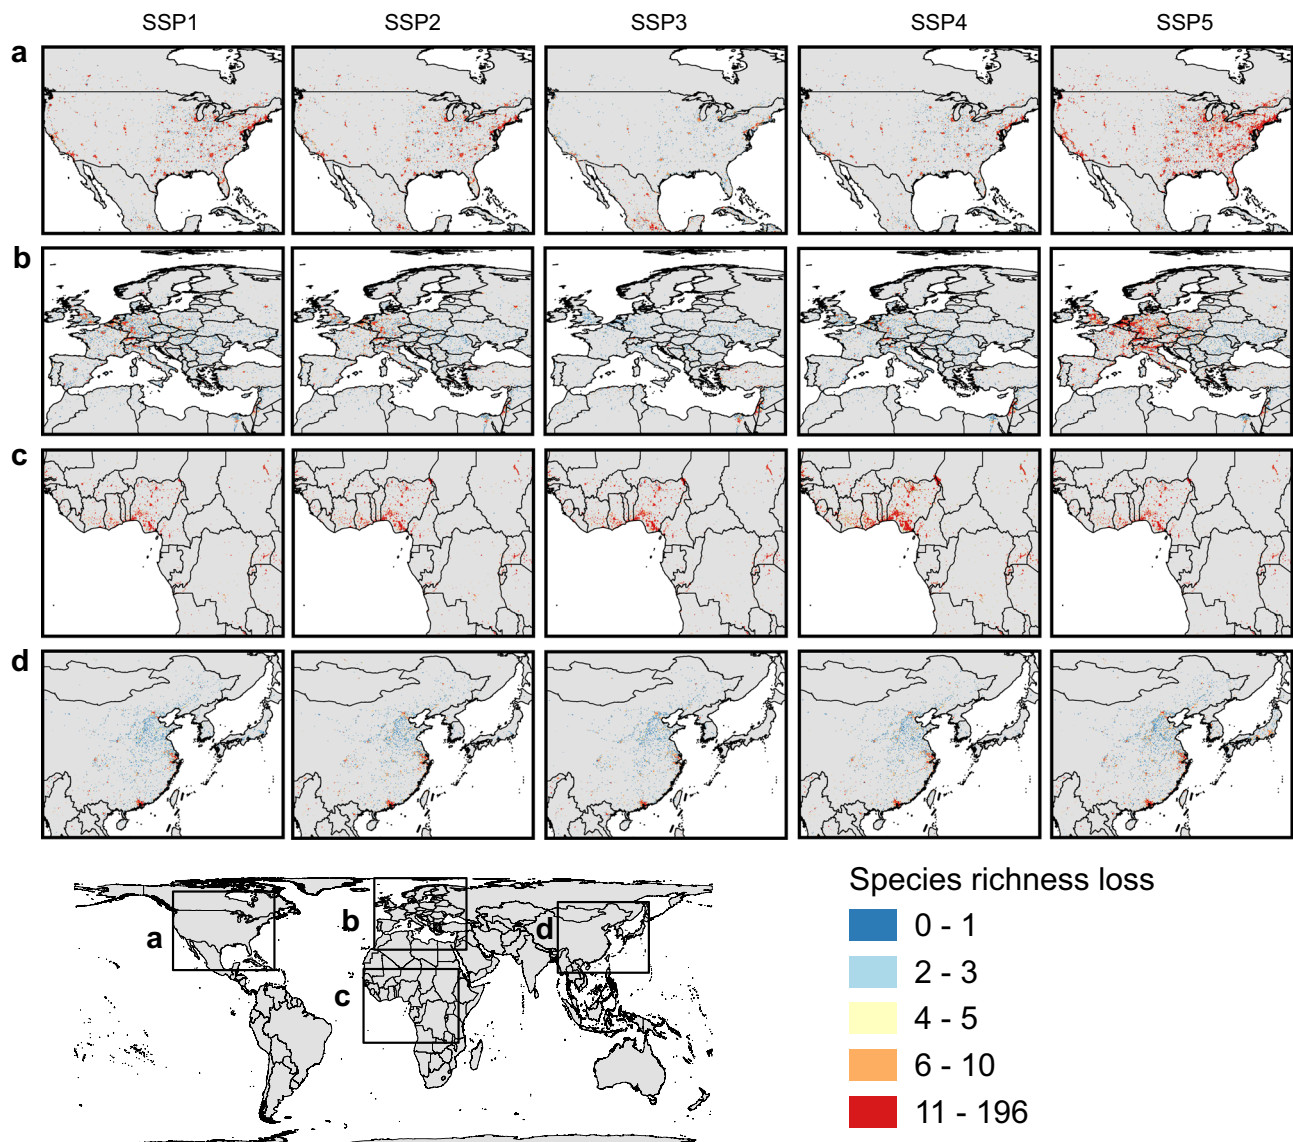 SSP1 SSP2 SSP3 SSP4 SSP5
a
b
c
d
a
b
c
d
Species richness loss
0 - 1
2 - 3
4 - 5
6 - 10
11 - 196